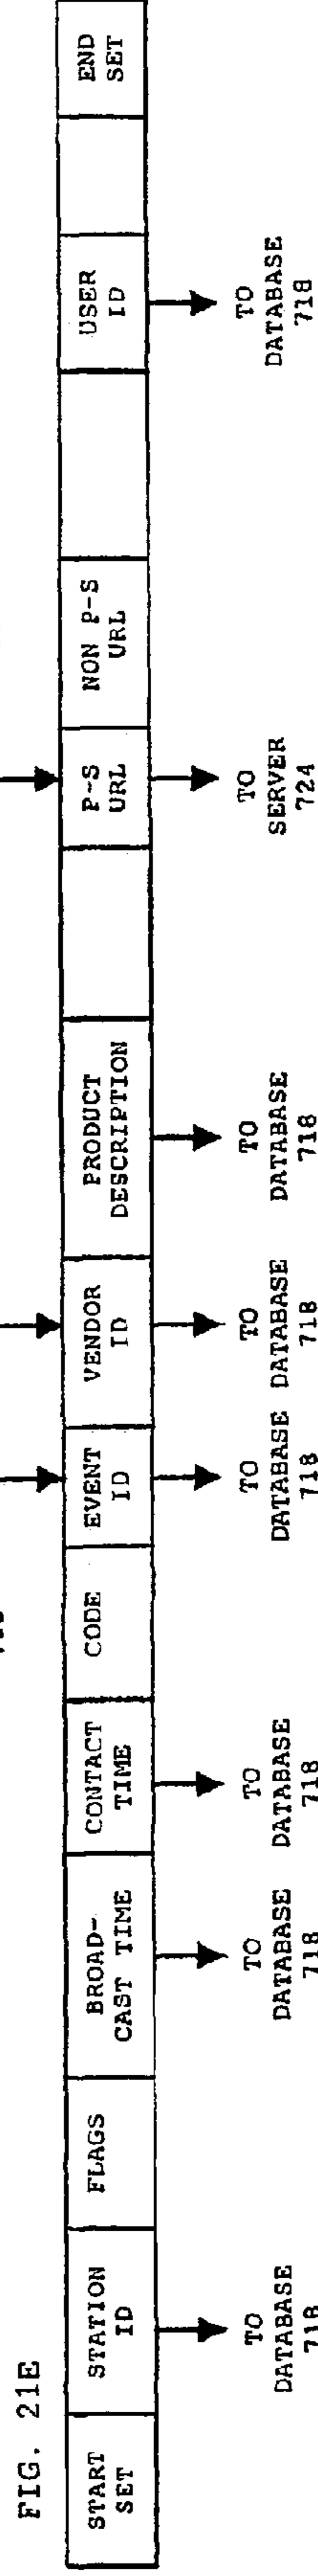 FIG. 21E
START
SET
STATION
ID
FLAGS
BROAD-
CAST TIME
CONTACT
TIME
CODE
EVENT
ID
VENDOR
ID
PRODUCT
DESCRIPTION
P-S
URL
NON P-S
URL
USER
ID
END
SET
TO
DATABASE
718
TO
DATABASE
718
TO
DATABASE
718
TO
DATABASE
718
TO
DATABASE
718
TO
DATABASE
718
TO
SERVER
724
TO
DATABASE
718